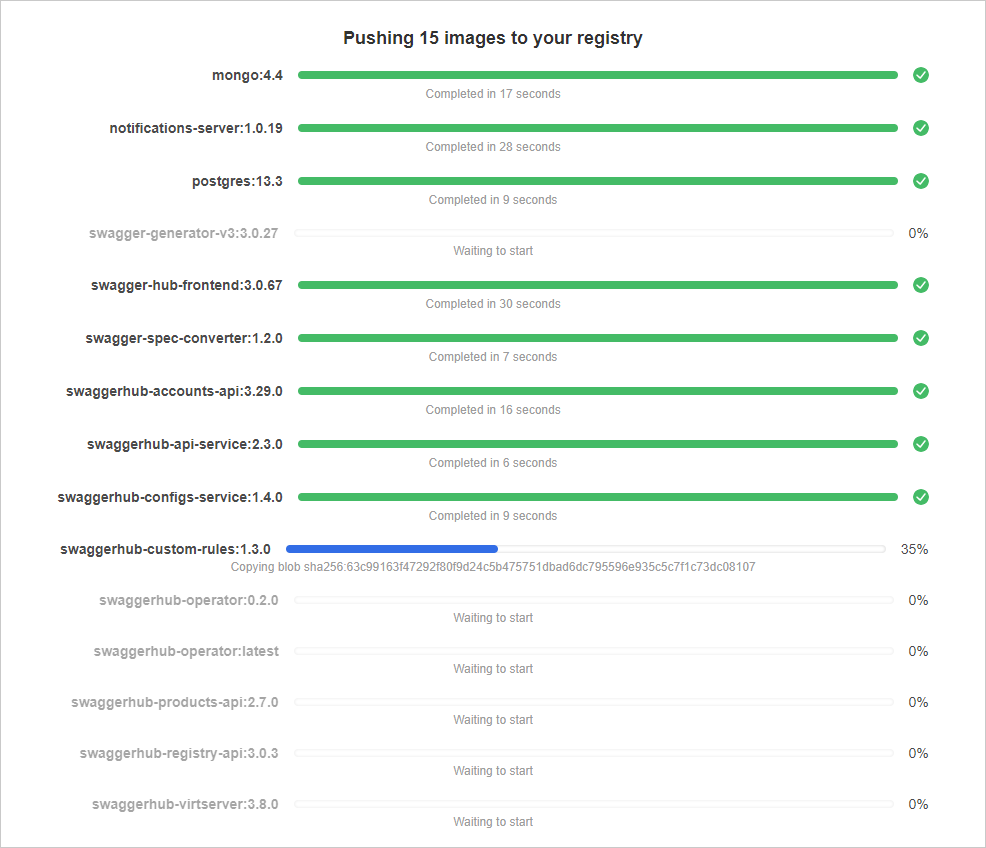 Pushing 15 images to your registry
mongo:4.4
Completed in 17 seconds
notifications-server:1.0.19
Completed in 28 seconds
postgres:13.3
Completed in 9 seconds
swagger-generator-v3:3.0.27 0%
Waiting to start
swagger-hub-frontend:3.0.67
Completed in 30 seconds
swagger-spec-converter:1.2.0
Completed in 7 seconds
swaggerhub-accounts-api:3.29.0
Completed in 16 seconds
swaggerhub-api-service:2.3.0
Completed in 6 seconds
swaggerhub-configs-service:1.4.0
Completed in 9 seconds
swaggerhub-custom-rules:1.3.0 35%
Copying blob sha256:63c99163f47292f80f9d24c5b475751dbad6dc795596e935c5c7f1c73dc08107
swaggerhub-operator:0.2.0 0%
Waiting to start
swaggerhub-operator:latest 0%
Waiting to start
swaggerhub-products-api:2.7.0 0%
Waiting to start
swaggerhub-registry-api:3.0.3 0%
Waiting to start
swaggerhub-virtserver:3.8.0 0%
Waiting to start